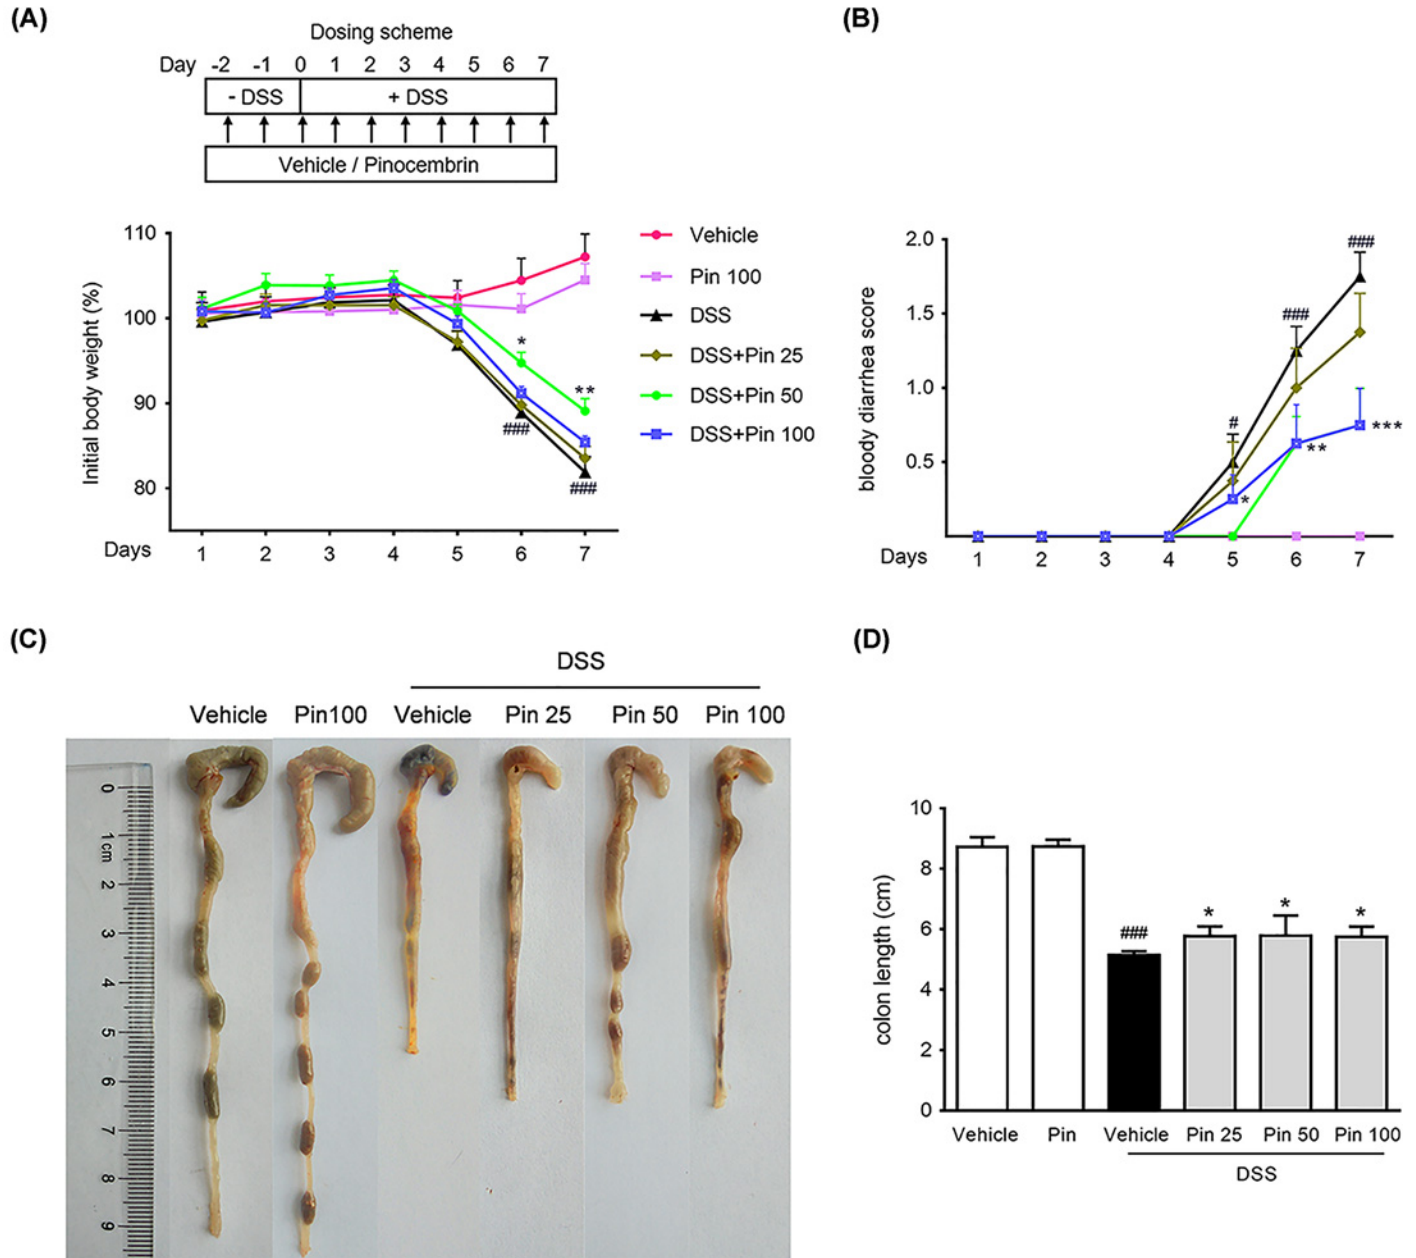 (A)
Dosing scheme
Day -2 -1 0 1 2 3 4 5 6 7
- DSS + DSS
Vehicle / Pinocembrin
Initial body weight (%)
110
100
90
80
*
**
###
###
Days 1 2 3 4 5 6 7
Vehicle
Pin 100
DSS
DSS+Pin 25
DSS+Pin 50
DSS+Pin 100
(B)
bloody diarrhea score
2.0
1.5
1.0
0.5
#
###
###
*
**
***
Days 1 2 3 4 5 6 7
(C)
DSS
Vehicle Pin100 Vehicle Pin 25 Pin 50 Pin 100
0
1cm
2
3
4
5
6
7
8
9
(D)
colon length (cm)
10
8
6
4
2
0
### * * *
Vehicle Pin Vehicle Pin 25 Pin 50 Pin 100
DSS